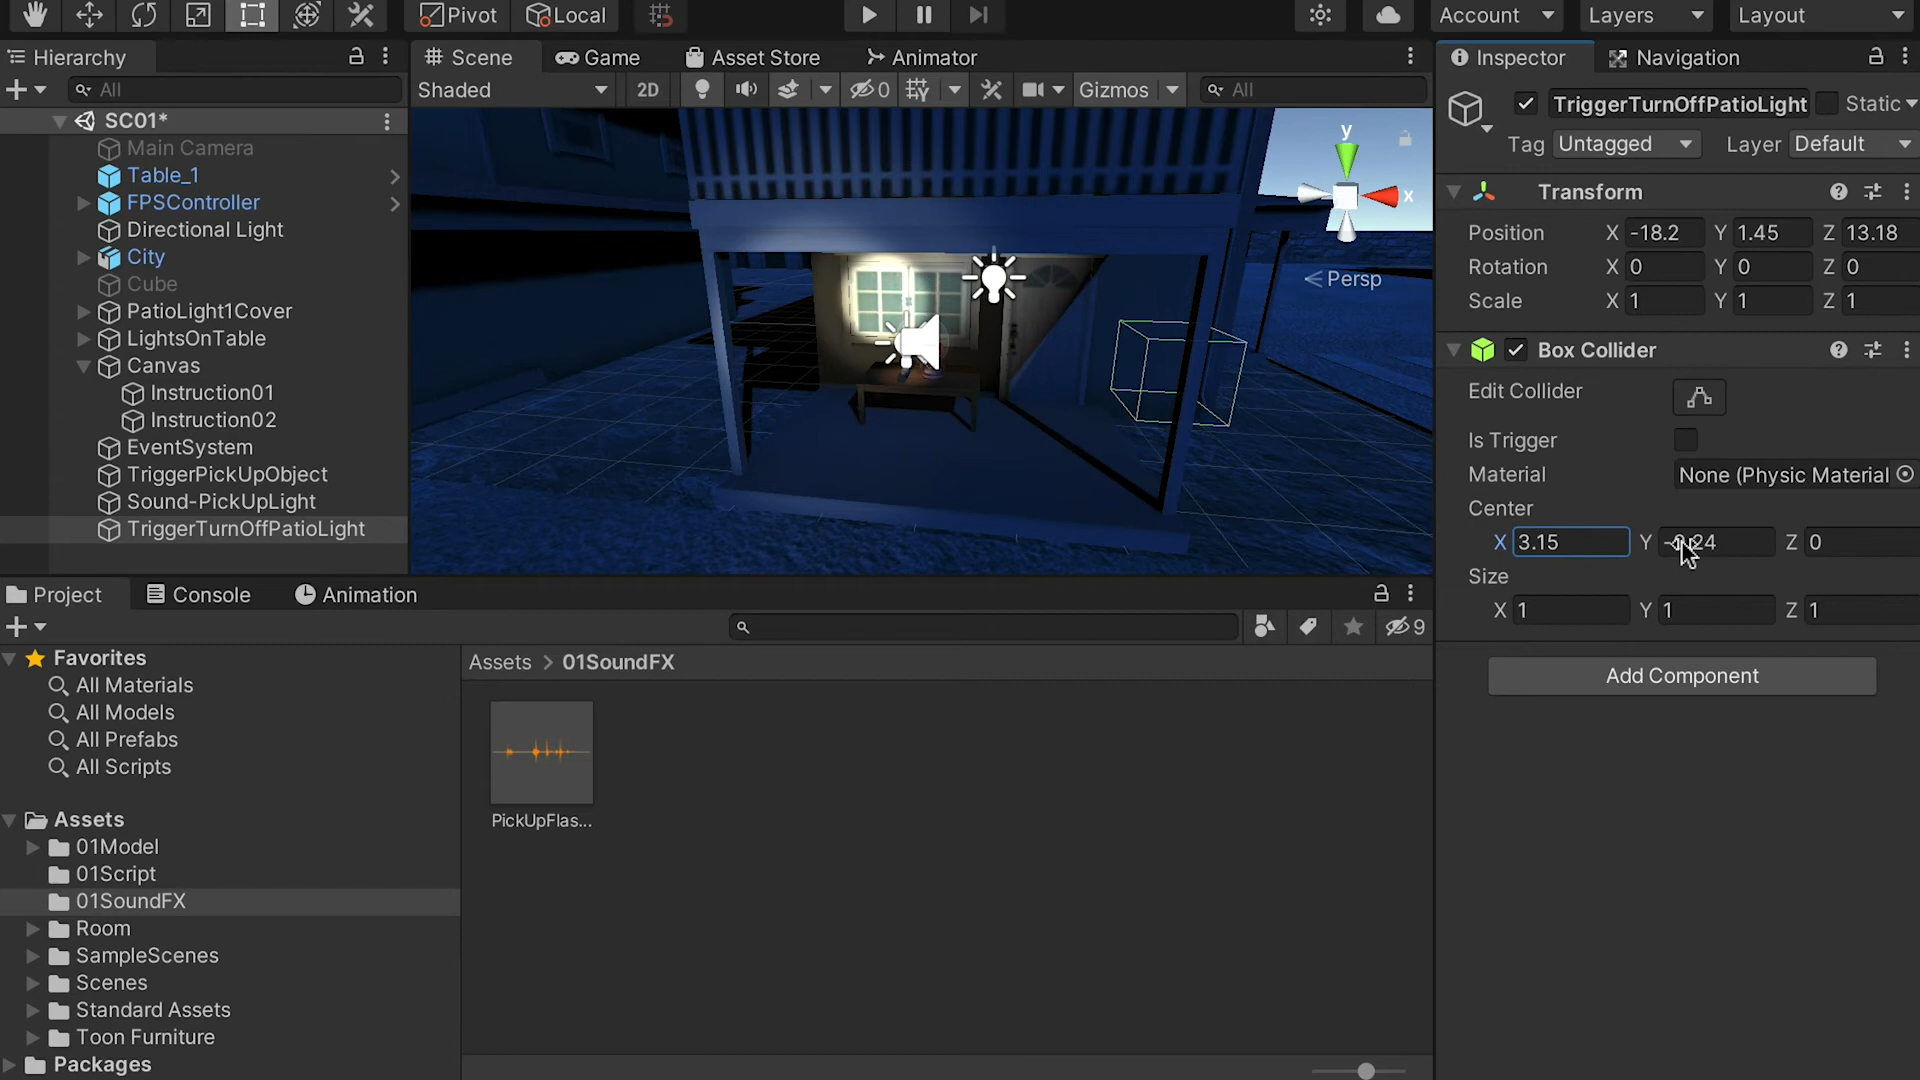 Pivot Local Account Layers Layout
Hierarchy Scene Game Asset Store Animator Inspector Navigation
All Shaded 2D 0 Gizmos All
TriggerTurnOffPatioLight Static
Tag Untagged Layer Default
SC01*
Main Camera
Table_1
FPSController
Directional Light
City
Cube
PatioLight1Cover
LightsOnTable
Canvas
Instruction01
Instruction02
EventSystem
TriggerPickUpObject
Sound-PickUpLight
TriggerTurnOffPatioLight
y
x
Persp
Transform
Position X -18.2 Y 1.45 Z 13.18
Rotation X 0 Y 0 Z 0
Scale X 1 Y 1 Z 1
Box Collider
Edit Collider
Is Trigger
Material None (Physic Material
Center
X 3.15 Y Z 0
Size
X 1 Y 1 Z 1
Add Component
Project Console Animation
9
Favorites
All Materials
All Models
All Prefabs
All Scripts
Assets
01Model
01Script
01SoundFX
Room
SampleScenes
Scenes
Standard Assets
Toon Furniture
Packages
Assets > 01SoundFX
PickUpFlas...